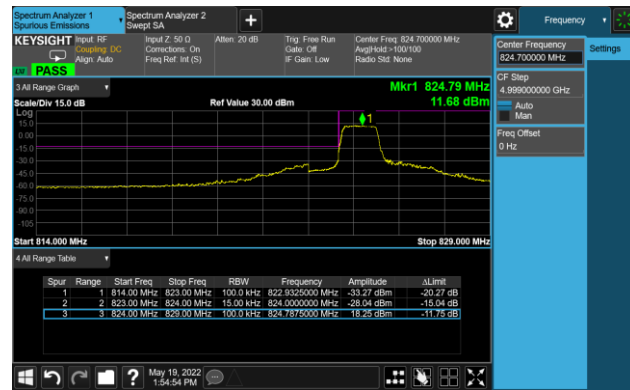 Spectrum Analyzer 1
Spurious Emissions
Spectrum Analyzer 2
Swept SA
Frequency
KEYSIGHT
Input: RF
Coupling: DC
Align: Auto
Input Z: 50 Ω
Corrections: On
Freq Ref: Int (S)
Atten: 20 dB
Trig: Free Run
Gate: Off
IF Gain: Low
Center Freq: 824.700000 MHz
Avg|Hold:>100/100
Radio Std: None
PASS
Center Frequency
824.700000 MHz
Settings
CF Step
4.999000000 GHz
Auto
Man
Freq Offset
0 Hz
3 All Range Graph
Mkr1 824.79 MHz
Scale/Div 15.0 dB
Ref Value 30.00 dBm
11.68 dBm
Log
1
15.0
0.00
-15.0
-30.0
-45.0
-60.0
-75.0
-90.0
-105
Start 814.000 MHz
Stop 829.000 MHz
4 All Range Table
Spur Range Start Freq Stop Freq RBW Frequency Amplitude ΔLimit
1 1 814.00 MHz 823.00 MHz 100.0 kHz 822.9325000 MHz -33.27 dBm -20.27 dB
2 2 823.00 MHz 824.00 MHz 15.00 kHz 824.0000000 MHz -28.04 dBm -15.04 dB
3 3 824.00 MHz 829.00 MHz 100.0 kHz 824.7875000 MHz 18.25 dBm -11.75 dB
May 19, 2022
1:54:54 PM